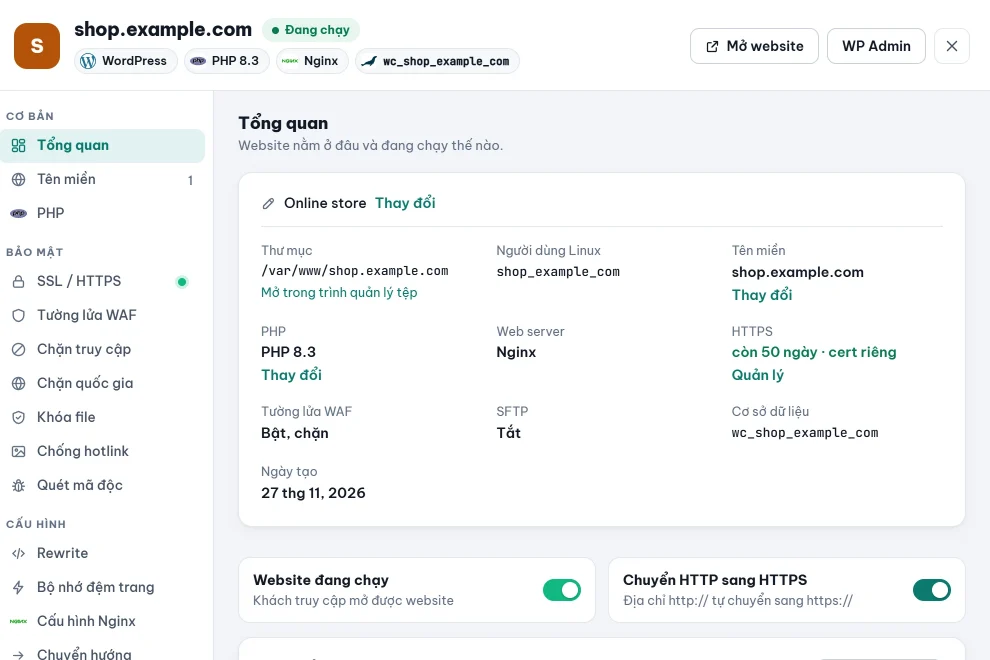 S
shop.example.com
Đang chạy
WordPress
PHP 8.3
Nginx
wc_shop_example_com
Mở website
WP Admin
CƠ BẢN
Tổng quan
Tên miền
1
PHP
BẢO MẬT
SSL / HTTPS
Tường lửa WAF
Chặn truy cập
Chặn quốc gia
Khóa file
Chống hotlink
Quét mã độc
CẤU HÌNH
Rewrite
Bộ nhớ đệm trang
Cấu hình Nginx
Chuyển hướng
Tổng quan
Website nằm ở đâu và đang chạy thế nào.
Online store Thay đổi
Thư mục
/var/www/shop.example.com
Mở trong trình quản lý tệp
Người dùng Linux
shop_example_com
Tên miền
shop.example.com
Thay đổi
PHP
PHP 8.3
Thay đổi
Web server
Nginx
HTTPS
còn 50 ngày · cert riêng
Quản lý
Tường lửa WAF
Bật, chặn
SFTP
Tắt
Cơ sở dữ liệu
wc_shop_example_com
Ngày tạo
27 thg 11, 2026
Website đang chạy
Khách truy cập mở được website
Chuyển HTTP sang HTTPS
Địa chỉ http:// tự chuyển sang https://